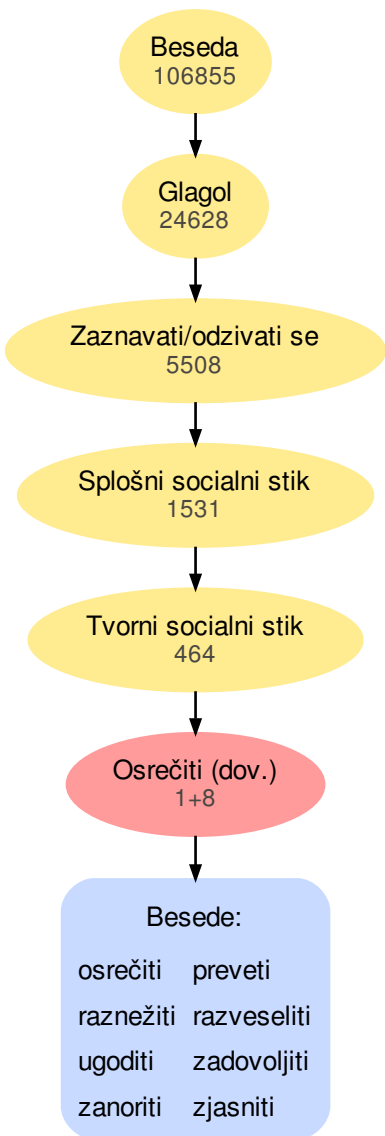 Beseda
106855
Glagol
24628
Zaznavati/odzivati se
5508
Splošni socialni stik
1531
Tvorni socialni stik
464
Osrečiti (dov.)
1+8
Besede:
osrečiti preveti
raznežiti razveseliti
ugoditi zadovoljiti
zanoriti zjasniti